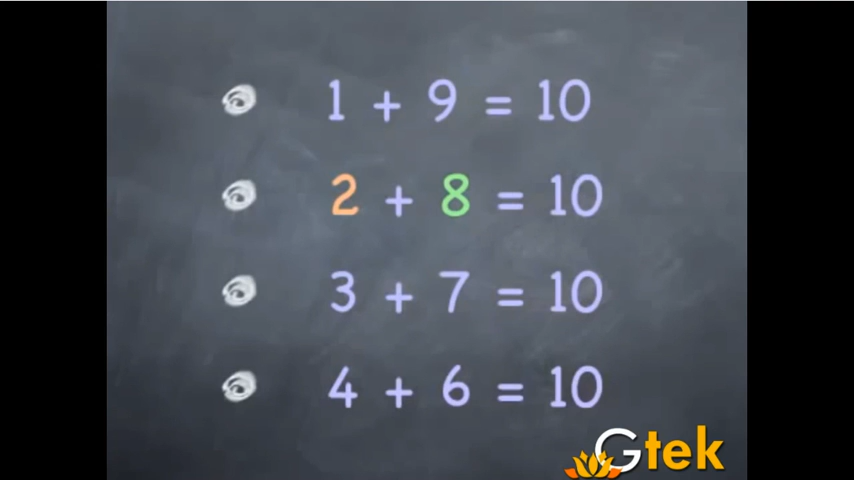 1 + 9 = 10
2 + 8 = 10
3 + 7 = 10
4 + 6 = 10
Gtek